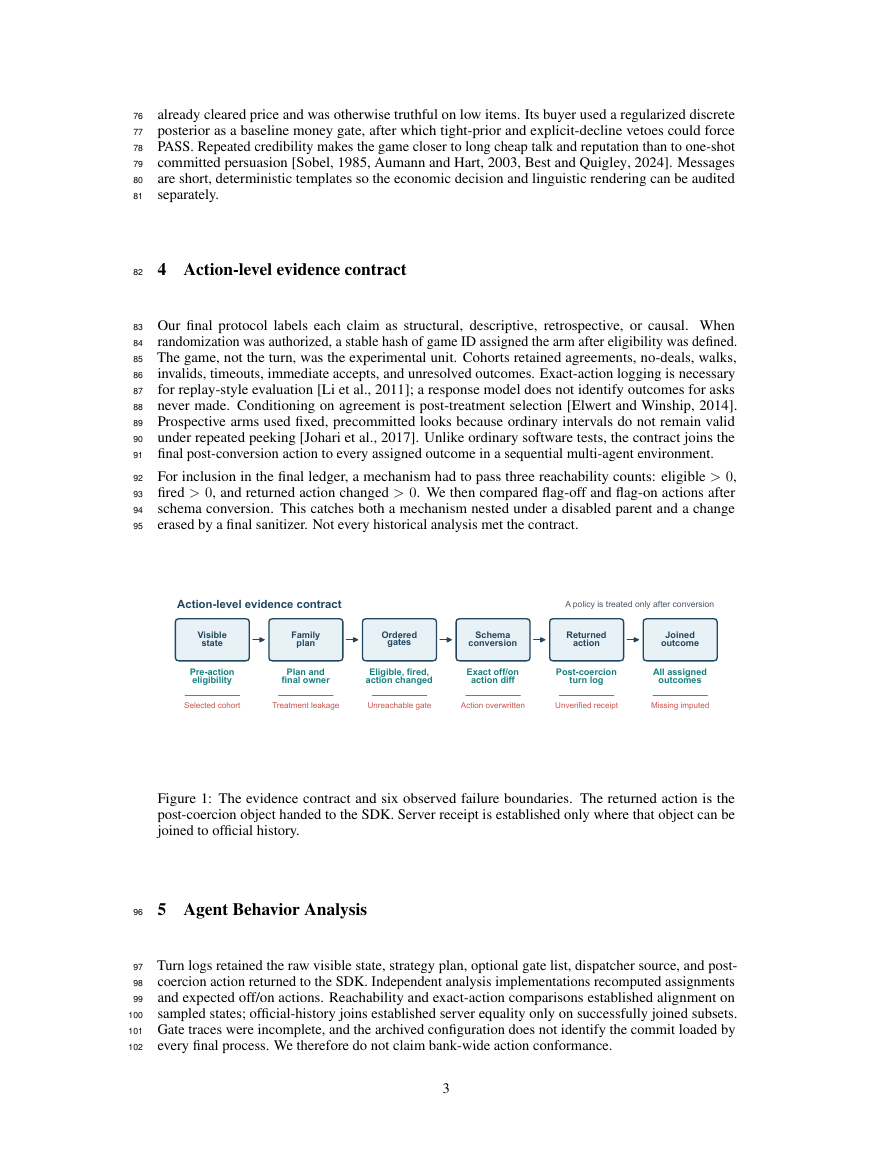 76 already cleared price and was otherwise truthful on low items. Its buyer used a regularized discrete
77 posterior as a baseline money gate, after which tight-prior and explicit-decline vetoes could force
78 PASS. Repeated credibility makes the game closer to long cheap talk and reputation than to one-shot
79 committed persuasion [Sobel, 1985, Aumann and Hart, 2003, Best and Quigley, 2024]. Messages
80 are short, deterministic templates so the economic decision and linguistic rendering can be audited
81 separately.
82 4 Action-level evidence contract
83 Our final protocol labels each claim as structural, descriptive, retrospective, or causal. When
84 randomization was authorized, a stable hash of game ID assigned the arm after eligibility was defined.
85 The game, not the turn, was the experimental unit. Cohorts retained agreements, no-deals, walks,
86 invalids, timeouts, immediate accepts, and unresolved outcomes. Exact-action logging is necessary
87 for replay-style evaluation [Li et al., 2011]; a response model does not identify outcomes for asks
88 never made. Conditioning on agreement is post-treatment selection [Elwert and Winship, 2014].
89 Prospective arms used fixed, precommitted looks because ordinary intervals do not remain valid
90 under repeated peeking [Johari et al., 2017]. Unlike ordinary software tests, the contract joins the
91 final post-conversion action to every assigned outcome in a sequential multi-agent environment.
92 For inclusion in the final ledger, a mechanism had to pass three reachability counts: eligible > 0,
93 fired > 0, and returned action changed > 0. We then compared flag-off and flag-on actions after
94 schema conversion. This catches both a mechanism nested under a disabled parent and a change
95 erased by a final sanitizer. Not every historical analysis met the contract.
Action-level evidence contract
A policy is treated only after conversion
Visible
state
Family
plan
Ordered
gates
Schema
conversion
Returned
action
Joined
outcome
Pre-action
eligibility
Plan and
final owner
Eligible, fired,
action changed
Exact off/on
action diff
Post-coercion
turn log
All assigned
outcomes
Selected cohort
Treatment leakage
Unreachable gate
Action overwritten
Unverified receipt
Missing imputed
Figure 1: The evidence contract and six observed failure boundaries. The returned action is the
post-coercion object handed to the SDK. Server receipt is established only where that object can be
joined to official history.
96 5 Agent Behavior Analysis
97 Turn logs retained the raw visible state, strategy plan, optional gate list, dispatcher source, and post-
98 coercion action returned to the SDK. Independent analysis implementations recomputed assignments
99 and expected off/on actions. Reachability and exact-action comparisons established alignment on
100 sampled states; official-history joins established server equality only on successfully joined subsets.
101 Gate traces were incomplete, and the archived configuration does not identify the commit loaded by
102 every final process. We therefore do not claim bank-wide action conformance.
3